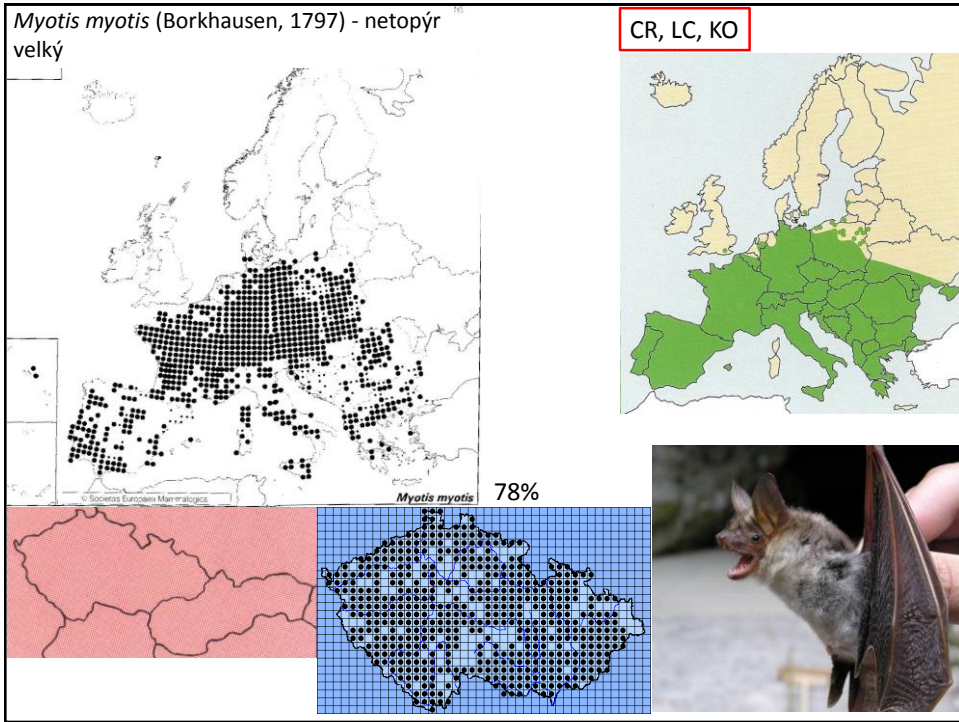 Myotis myotis (Borkhausen, 1797) - netopýr
velký
CR, LC, KO
© Societas Europaea Mammalogica
Myotis myotis
78%